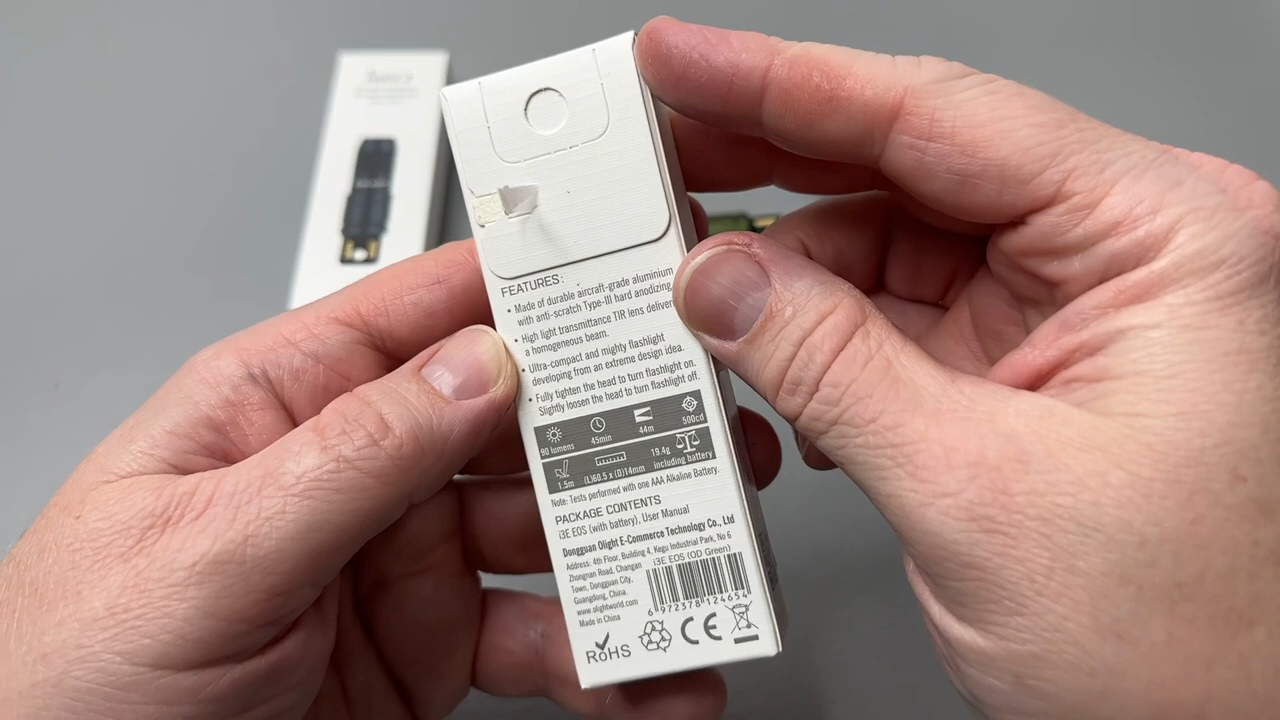 FEATURES:
• Made of durable aircraft-grade aluminium
with anti-scratch Type-III hard anodizing.
• High light transmittance TIR lens deliver
a homogeneous beam.
• Ultra-compact and mighty flashlight
developing from an extreme design idea.
• Fully tighten the head to turn flashlight on.
Slightly loosen the head to turn flashlight off.
90 lumens 45min 44m 500cd
1.5m (L)60.5 x (D)14mm 19.4g
including battery
Note: Tests performed with one AAA Alkaline Battery.
PACKAGE CONTENTS
i3E EOS (with battery), User Manual
Dongguan Olight E-Commerce Technology Co., Ltd
Address: 4th Floor, Building 4, Kegu Industrial Park, No 6
Zhongnan Road, Changan
Town, Dongguan City,
Guangdong, China.
www.olightworld.com
Made in China
i3E EOS (OD Green)
6 972378 124654
RoHS
CE